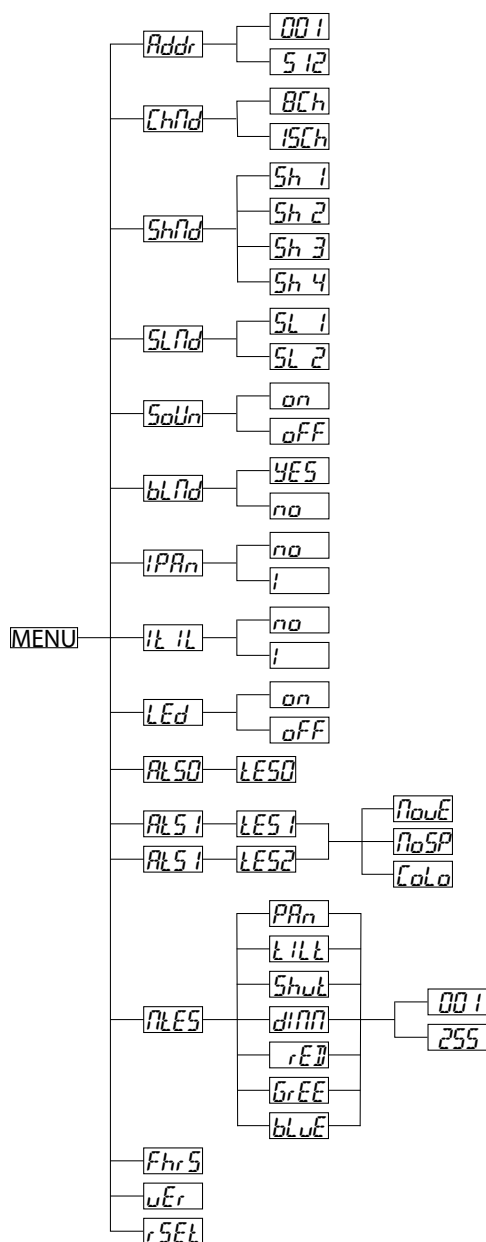 Addr
001
512
ChMd
8Ch
15Ch
ShMd
Sh 1
Sh 2
Sh 3
Sh 4
SLMd
SL 1
SL 2
SoUn
on
oFF
bLMd
YES
no
IPAn
no
1
MENU
It IL
no
1
LEd
on
oFF
AtS0
tES0
AtS1
tES1
AtS1
tES2
MovE
MoSP
CoLo
MtES
PAn
tILt
Shut
dIMM
rED
GrEE
bLuE
001
255
FhrS
uEr
rSEt